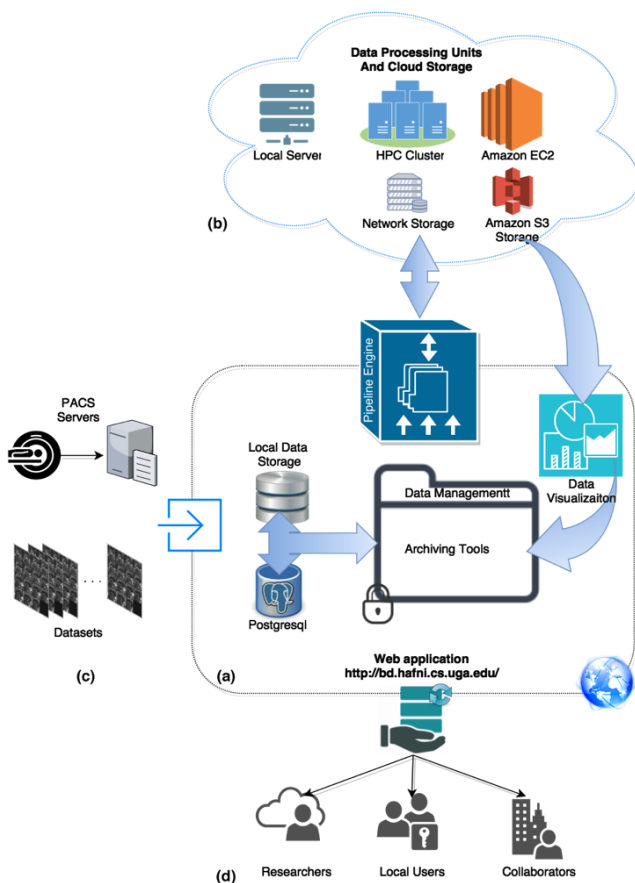 Data Processing Units
And Cloud Storage
Local Server
HPC Cluster
Amazon EC2
Network Storage
Amazon S3
Storage
(b)
Pipeline Engine
PACS
Servers
Local Data
Storage
Data Managementt
Data
Visualizaiton
Archiving Tools
Postgresql
. . .
Datasets
(c)
(a)
Web application
http://bd.hafni.cs.uga.edu/
(d)
Researchers
Local Users
Collaborators